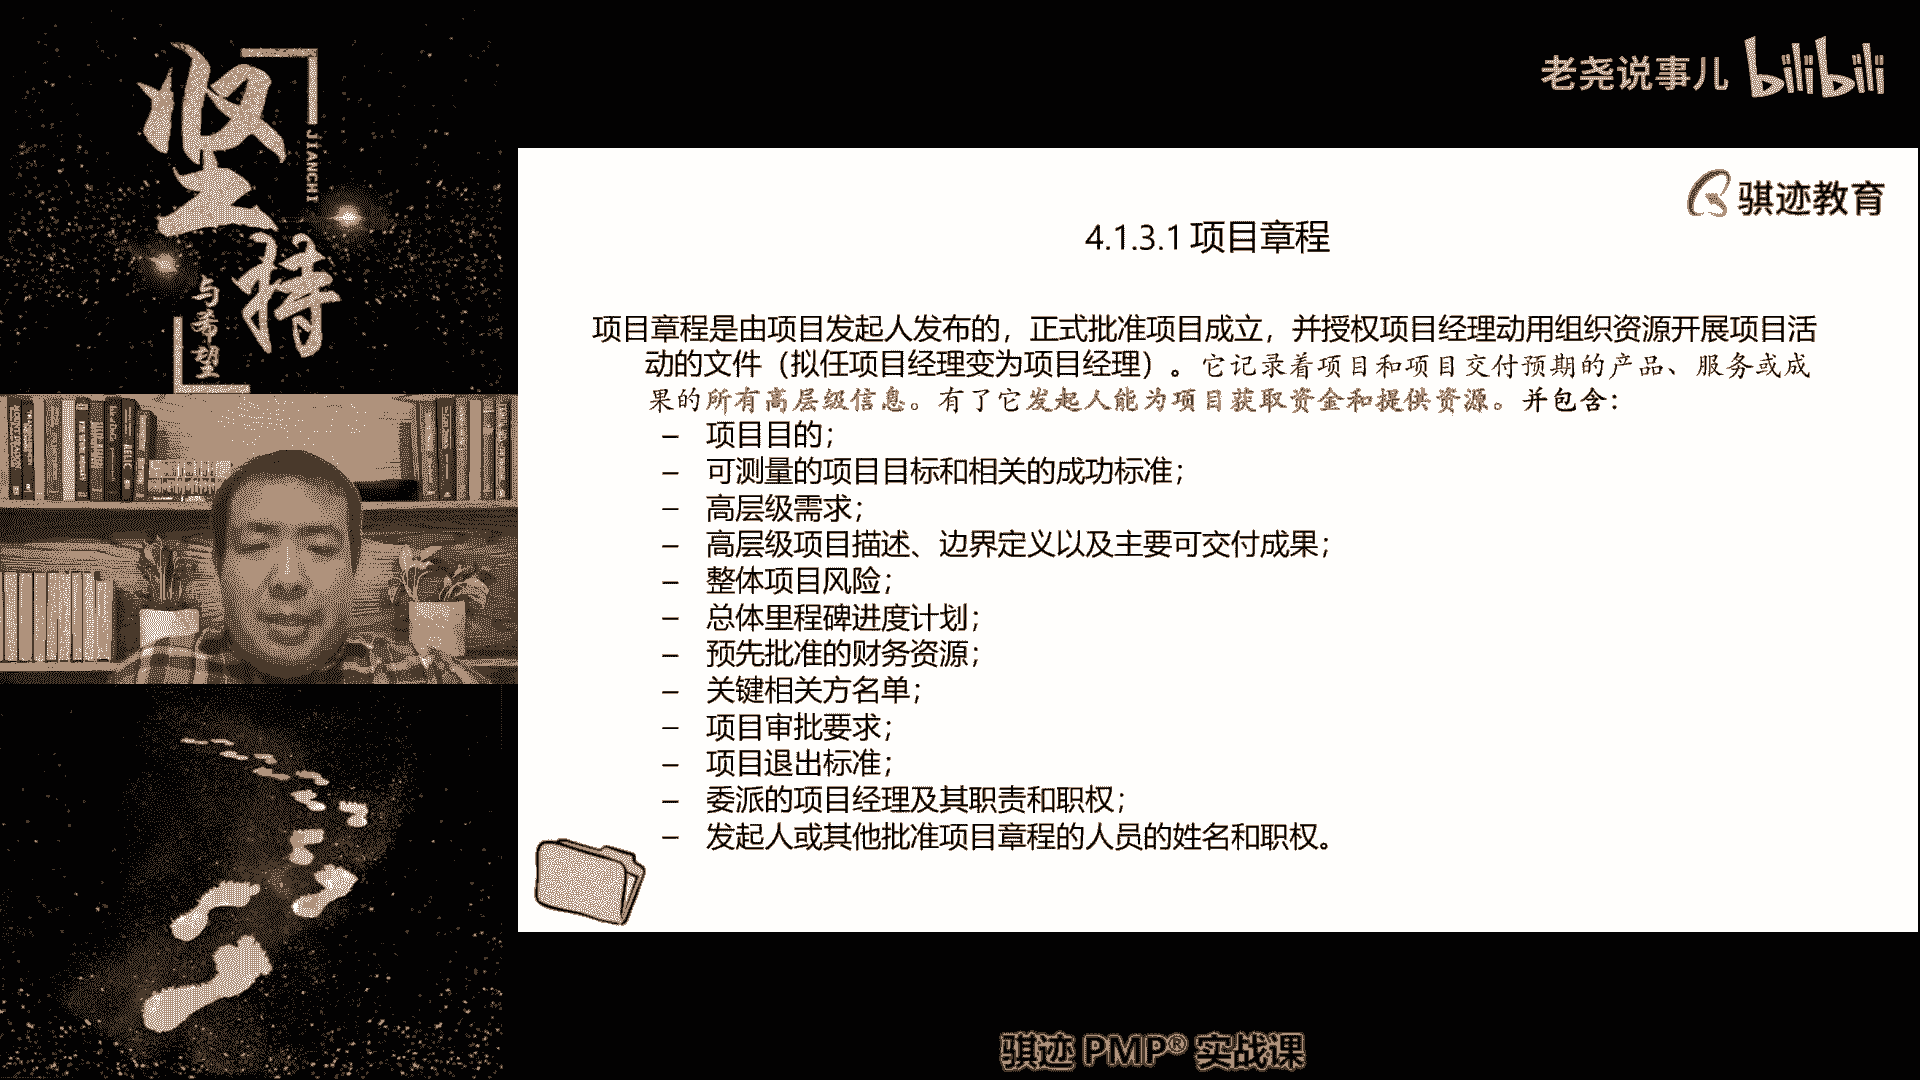 坚持
JIANCHI
与希望
老尧说事儿 bilibili
骐迹教育
4.1.3.1 项目章程
项目章程是由项目发起人发布的，正式批准项目成立，并授权项目经理动用组织资源开展项目活
动的文件（拟任项目经理变为项目经理）。它记录着项目和项目交付预期的产品、服务或成
果的所有高层级信息。有了它发起人能为项目获取资金和提供资源。并包含：
– 项目目的；
– 可测量的项目目标和相关的成功标准；
– 高层级需求；
– 高层级项目描述、边界定义以及主要可交付成果；
– 整体项目风险；
– 总体里程碑进度计划；
– 预先批准的财务资源；
– 关键相关方名单；
– 项目审批要求；
– 项目退出标准；
– 委派的项目经理及其职责和职权；
– 发起人或其他批准项目章程的人员的姓名和职权。
骐迹 PMP® 实战课